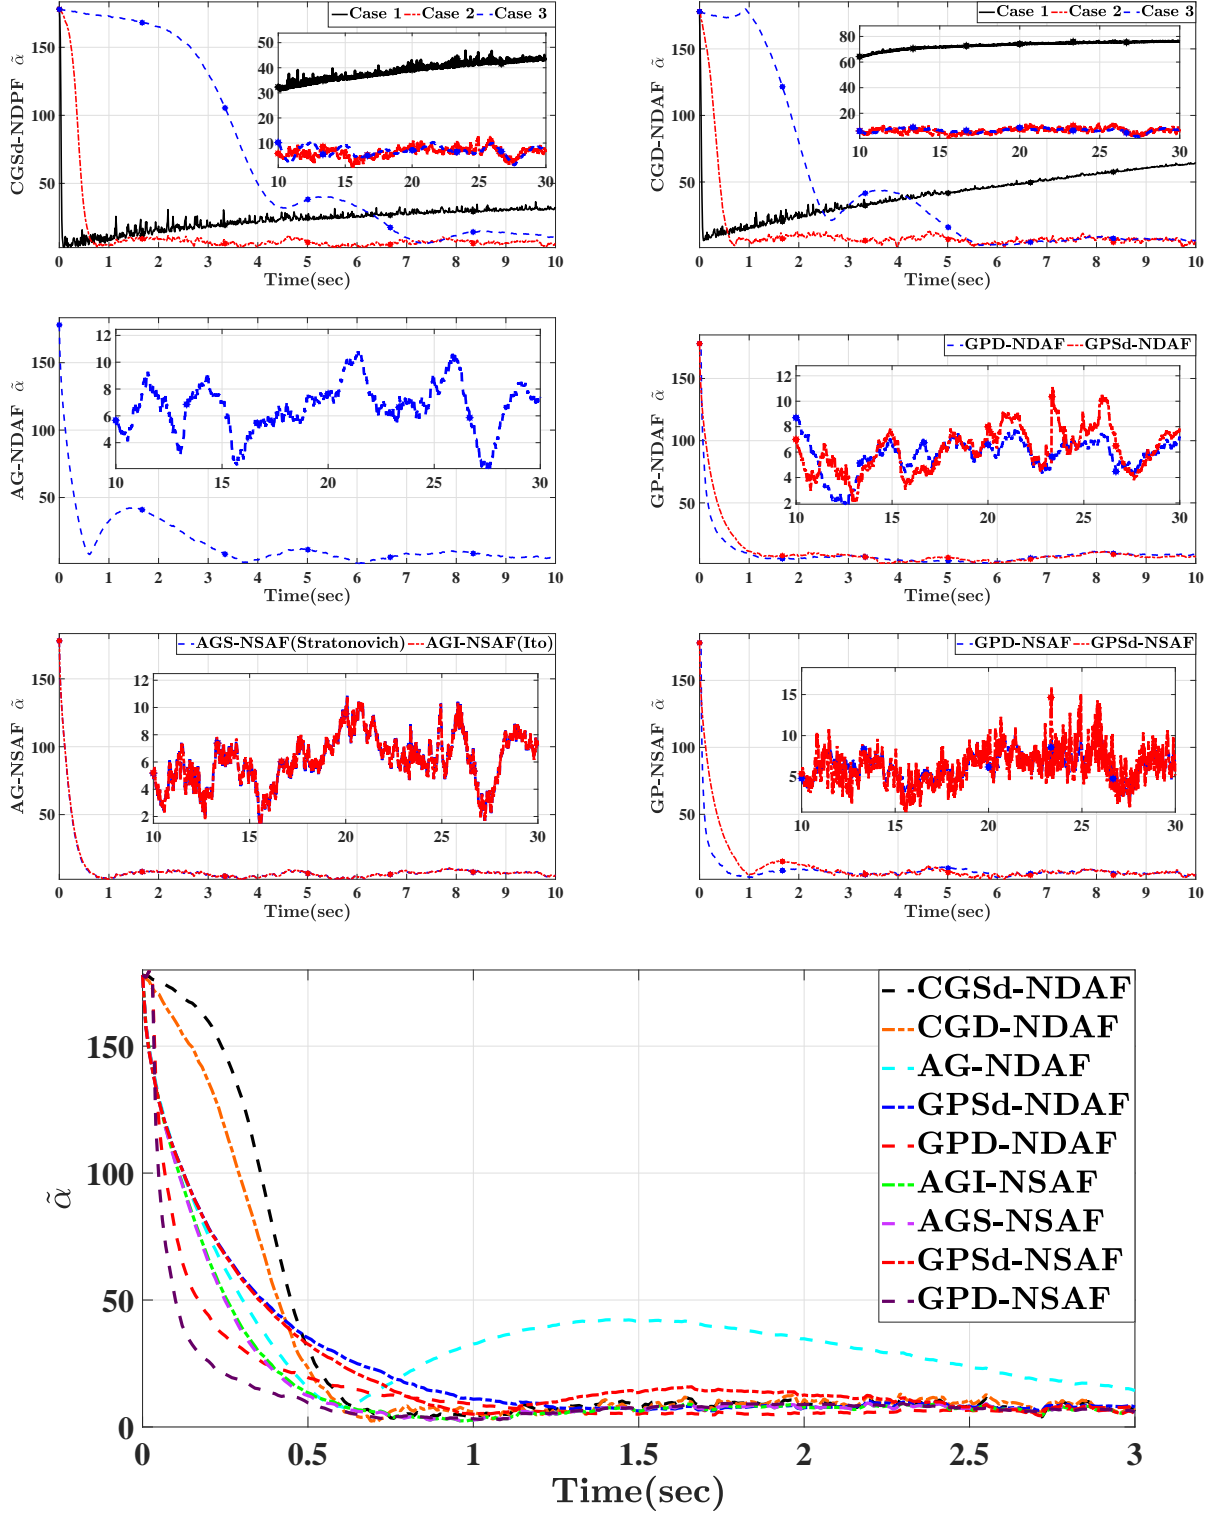 CGSd-NDPF α̃
Case 1 Case 2 Case 3
150
100
50
50
40
30
20
10
10 15 20 25 30
0 1 2 3 4 5 6 7 8 9 10
Time(sec)
CGD-NDAF α̃
Case 1 Case 2 Case 3
150
100
50
80
60
40
20
10 15 20 25 30
0 1 2 3 4 5 6 7 8 9 10
Time(sec)
AG-NDAF α̃
150
100
50
12
10
8
6
4
10 15 20 25 30
0 1 2 3 4 5 6 7 8 9 10
Time(sec)
GP-NDAF α̃
GPD-NDAF GPSd-NDAF
150
100
50
12
10
8
6
4
2
10 15 20 25 30
0 1 2 3 4 5 6 7 8 9 10
Time(sec)
AG-NSAF α̃
AGS-NSAF(Stratonovich) AGI-NSAF(Ito)
150
100
50
12
10
8
6
4
2
10 15 20 25 30
0 1 2 3 4 5 6 7 8 9 10
Time(sec)
GP-NSAF α̃
GPD-NSAF GPSd-NSAF
150
100
50
15
10
5
10 15 20 25 30
0 1 2 3 4 5 6 7 8 9 10
Time(sec)
α̃
150
100
50
0
CGSd-NDAF
CGD-NDAF
AG-NDAF
GPSd-NDAF
GPD-NDAF
AGI-NSAF
AGS-NSAF
GPSd-NSAF
GPD-NSAF
0 0.5 1 1.5 2 2.5 3
Time(sec)